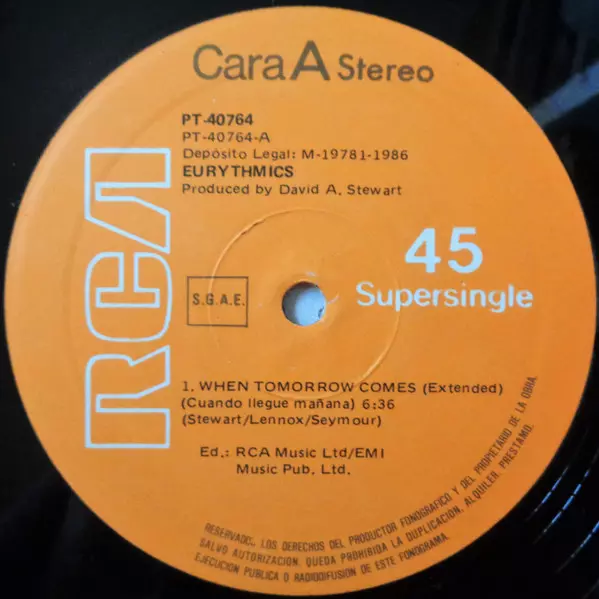 Cara A Stereo
PT-40764
PT-40764-A
Depósito Legal: M-19781-1986
EURYTHMICS
Produced by David A. Stewart
RCA
45
Supersingle
S.G.A.E.
1. WHEN TOMORROW COMES (Extended)
(Cuando llegue mañana) 6:36
(Stewart/Lennox/Seymour)
Ed.: RCA Music Ltd/EMI
Music Pub. Ltd.
RESERVADOS, LOS DERECHOS DEL PRODUCTOR FONOGRAFICO Y DEL PROPIETARIO DE LA OBRA.
SALVO AUTORIZACION. QUEDA PROHIBIDA LA DUPLICACION. ALQUILER. PRESTAMO.
EJECUCION PUBLICA O RADIODIFUSION DE ESTE FONOGRAMA.